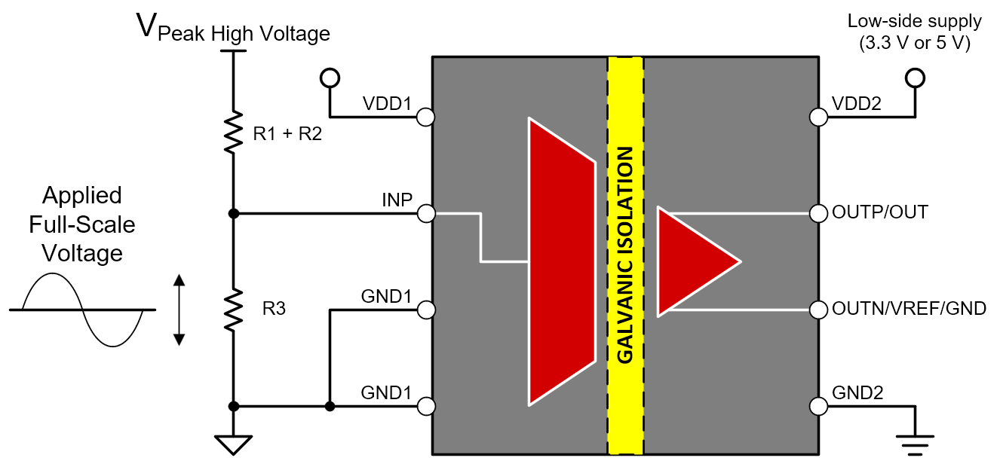 V Peak High Voltage
Low-side supply
(3.3 V or 5 V)
VDD1
VDD2
R1 + R2
Applied
Full-Scale
Voltage
INP
OUTP/OUT
GALVANIC ISOLATION
R3
GND1
OUTN/VREF/GND
GND1
GND2